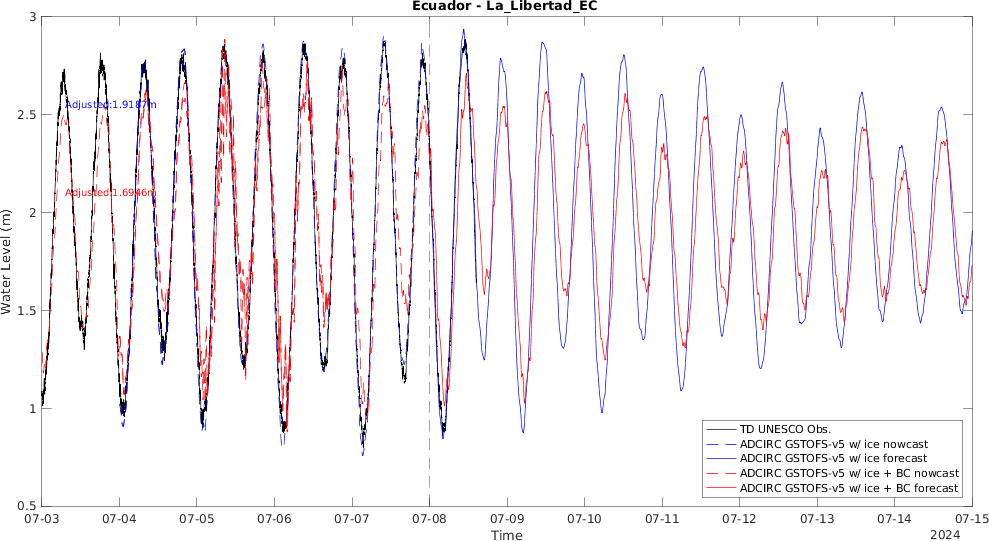 Ecuador - La_Libertad_EC
3
2.5
2
1.5
1
0.5
Water Level (m)
Adjusted:1.9187m
Adjusted:1.6946m
TD UNESCO Obs.
ADCIRC GSTOFS-v5 w/ ice nowcast
ADCIRC GSTOFS-v5 w/ ice forecast
ADCIRC GSTOFS-v5 w/ ice + BC nowcast
ADCIRC GSTOFS-v5 w/ ice + BC forecast
07-03 07-04 07-05 07-06 07-07 07-08 07-09 07-10 07-11 07-12 07-13 07-14 07-15
Time
2024